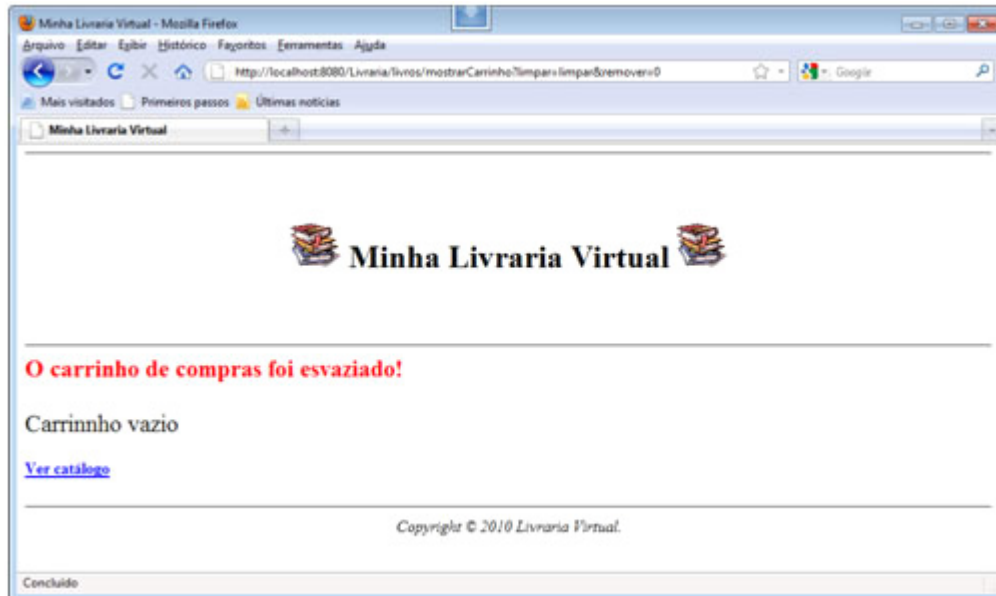 Minha Livraria Virtual - Mozilla Firefox
Arquivo Editar Exibir Histórico Favoritos Ferramentas Ajuda
http://localhost:8080/Livraria/livros/mostrarCarrinho?limpar=limpar&remover=0 Google
Mais visitados Primeiros passos Últimas notícias
Minha Livraria Virtual
Minha Livraria Virtual
O carrinho de compras foi esvaziado!
Carrinnho vazio
Ver catálogo
Copyright © 2010 Livraria Virtual.
Concluído